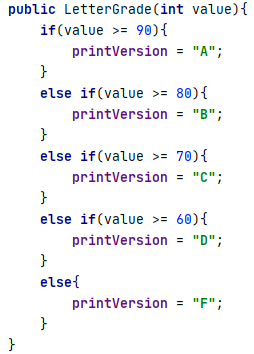 public LetterGrade(int value){
    if(value >= 90){
        printVersion = "A";
    }
    else if(value >= 80){
        printVersion = "B";
    }
    else if(value >= 70){
        printVersion = "C";
    }
    else if(value >= 60){
        printVersion = "D";
    }
    else{
        printVersion = "F";
    }
}